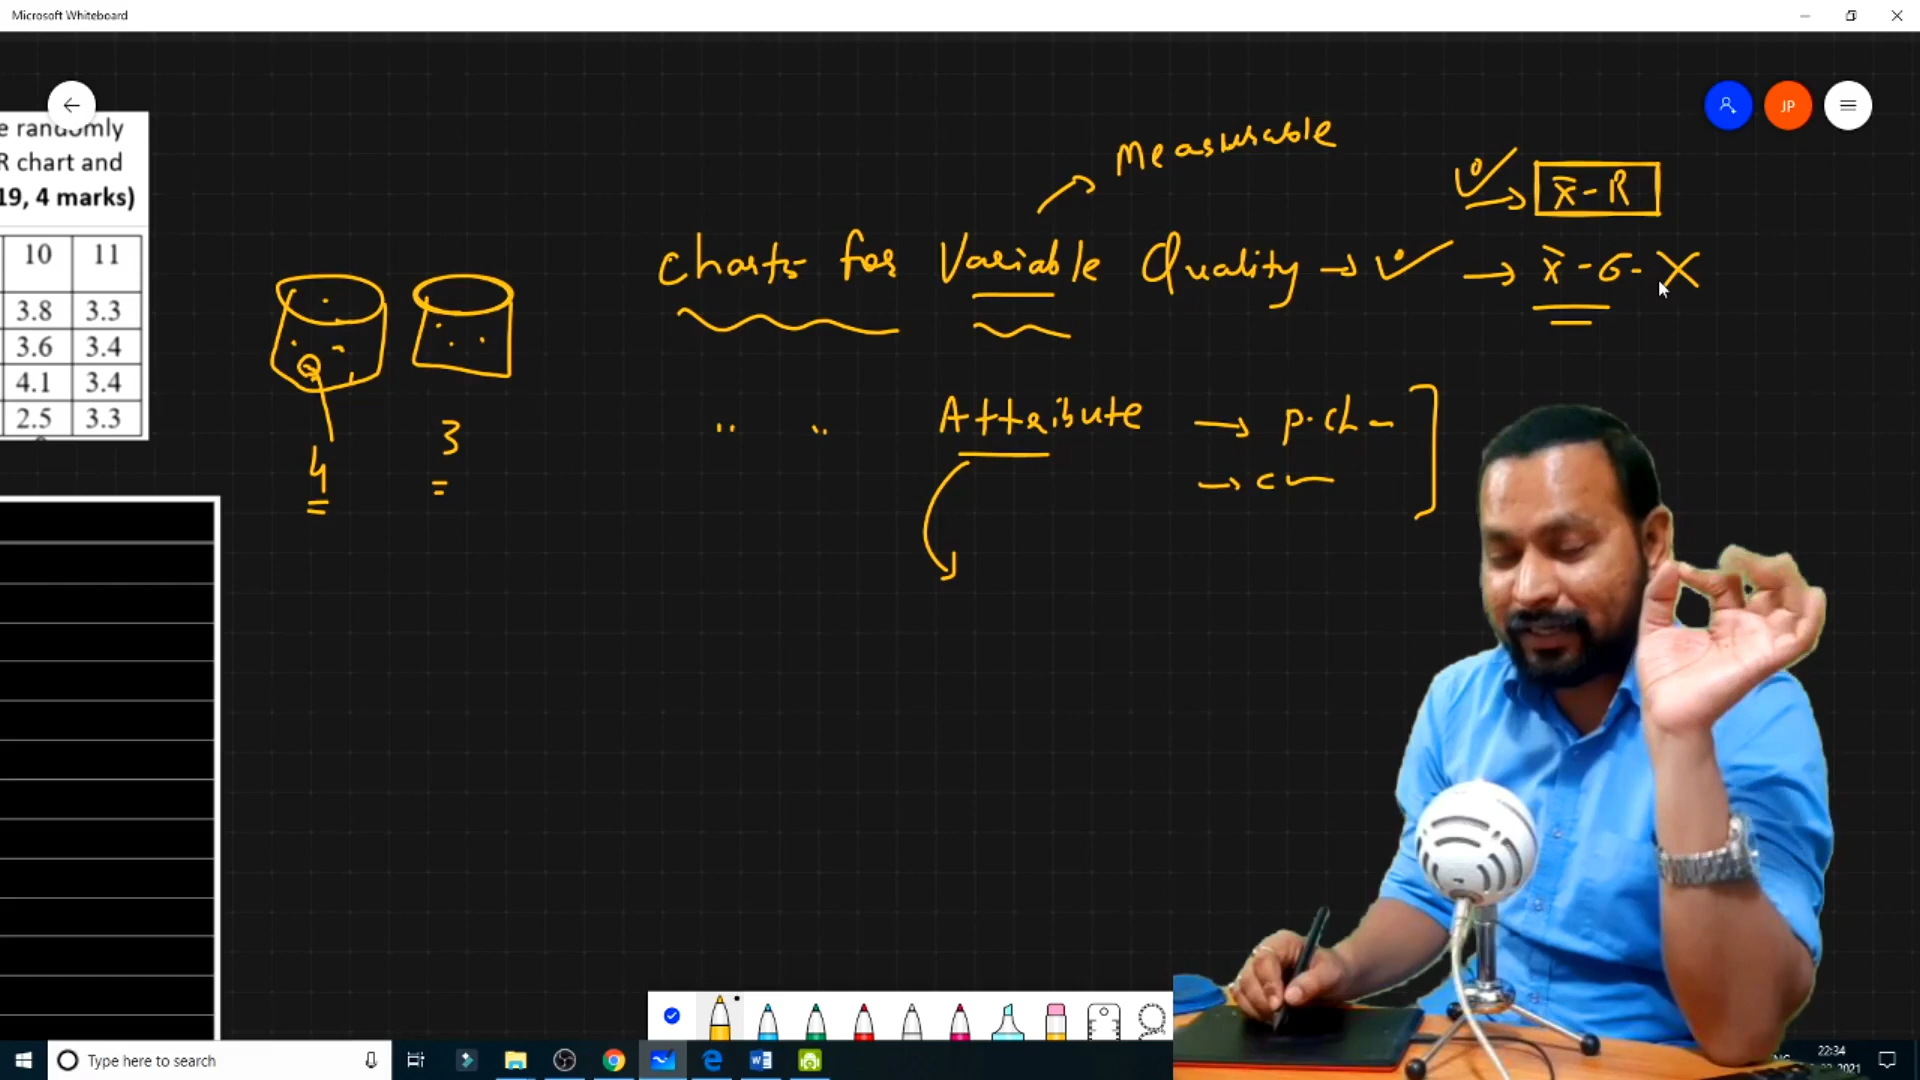 Microsoft Whiteboard
e randomly
R chart and
19, 4 marks)
10 11
3.8 3.3
3.6 3.4
4.1 3.4
2.5 3.3
JP
Measurable
x̄ - R
Charts for Variable Quality → ✓ → x̄ - σ - X
" " Attribute → p. ch
→ c
4
3
Type here to search
22:34
2021